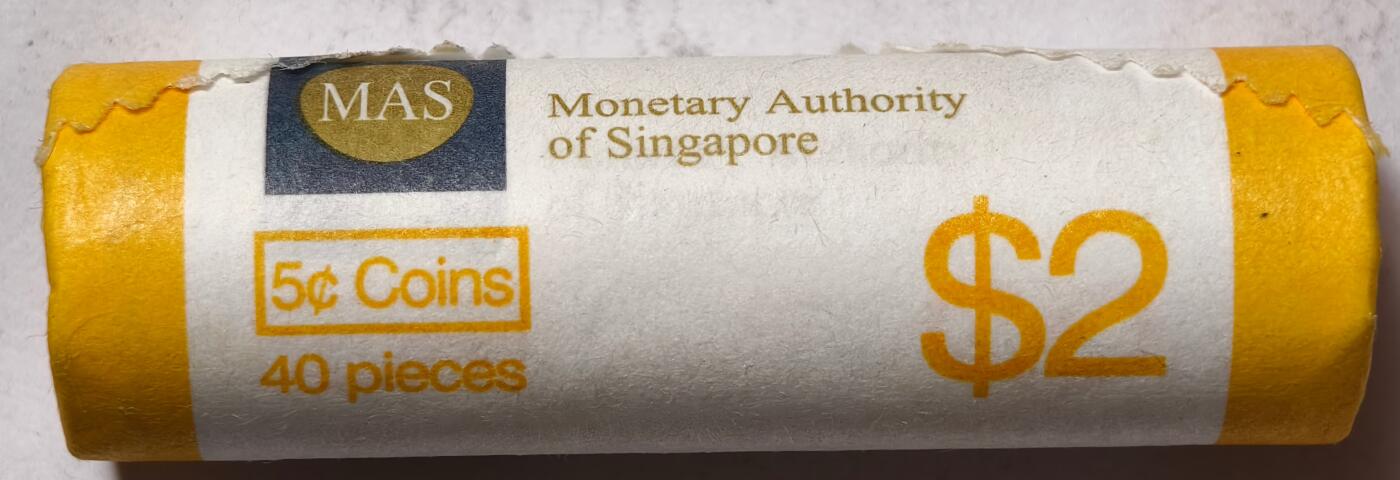 MAS
Monetary Authority
of Singapore
5¢ Coins
40 pieces
$2